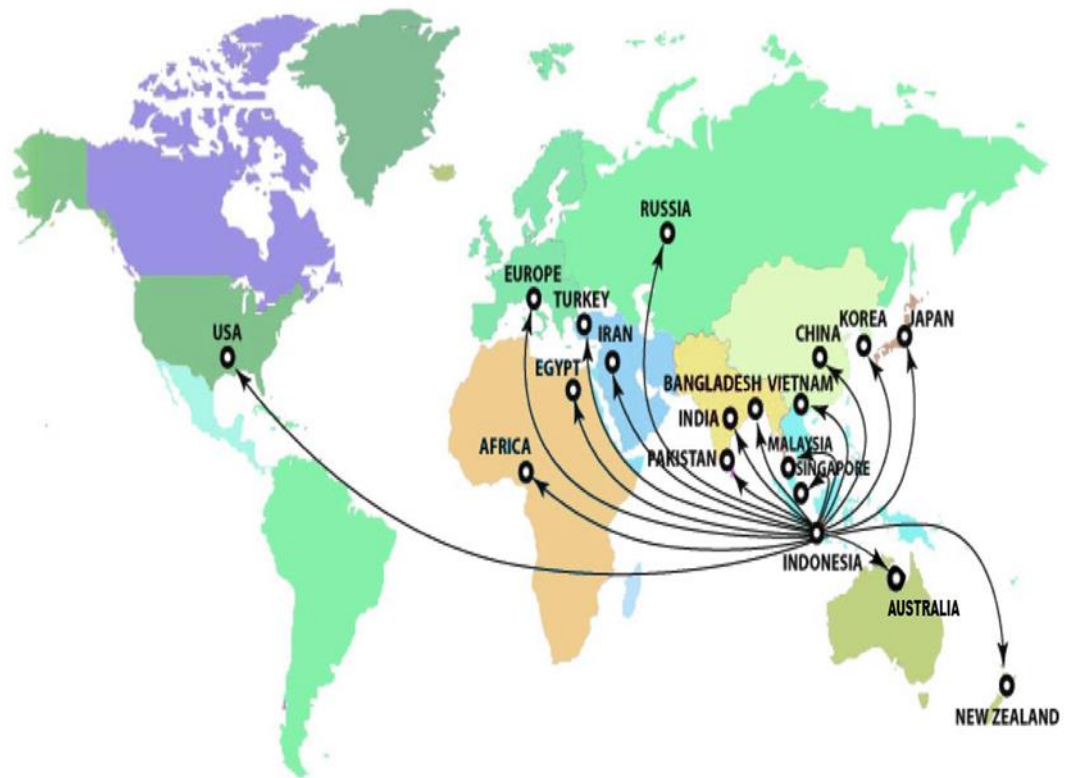 RUSSIA
EUROPE
TURKEY
USA
IRAN
CHINA
KOREA
JAPAN
EGYPT
BANGLADESH
VIETNAM
INDIA
AFRICA
PAKISTAN
MALAYSIA
SINGAPORE
INDONESIA
AUSTRALIA
NEW ZEALAND